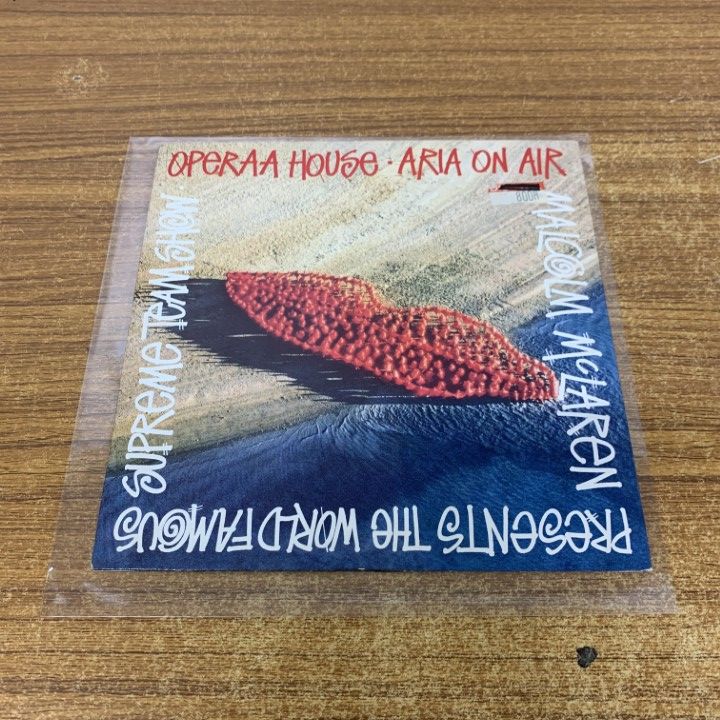 OPERAA HOUSE · ARIA ON AIR
MALCOLM McLAREN
PRESENTS THE WORLD FAMOUS
SUPREME TEAM SHOW